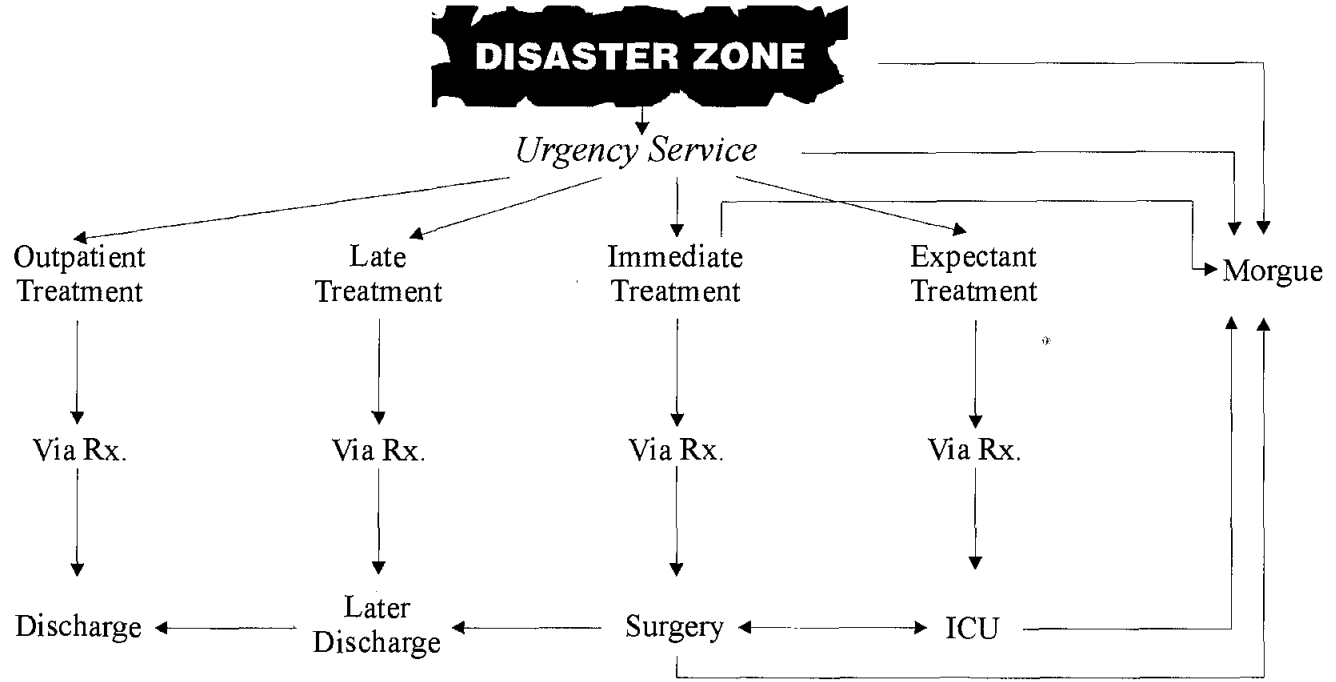 DISASTER ZONE
Urgency Service
Outpatient
Treatment
Late
Treatment
Immediate
Treatment
Expectant
Treatment
Morgue
Via Rx.
Via Rx.
Via Rx.
Via Rx.
Discharge
Later
Discharge
Surgery
ICU